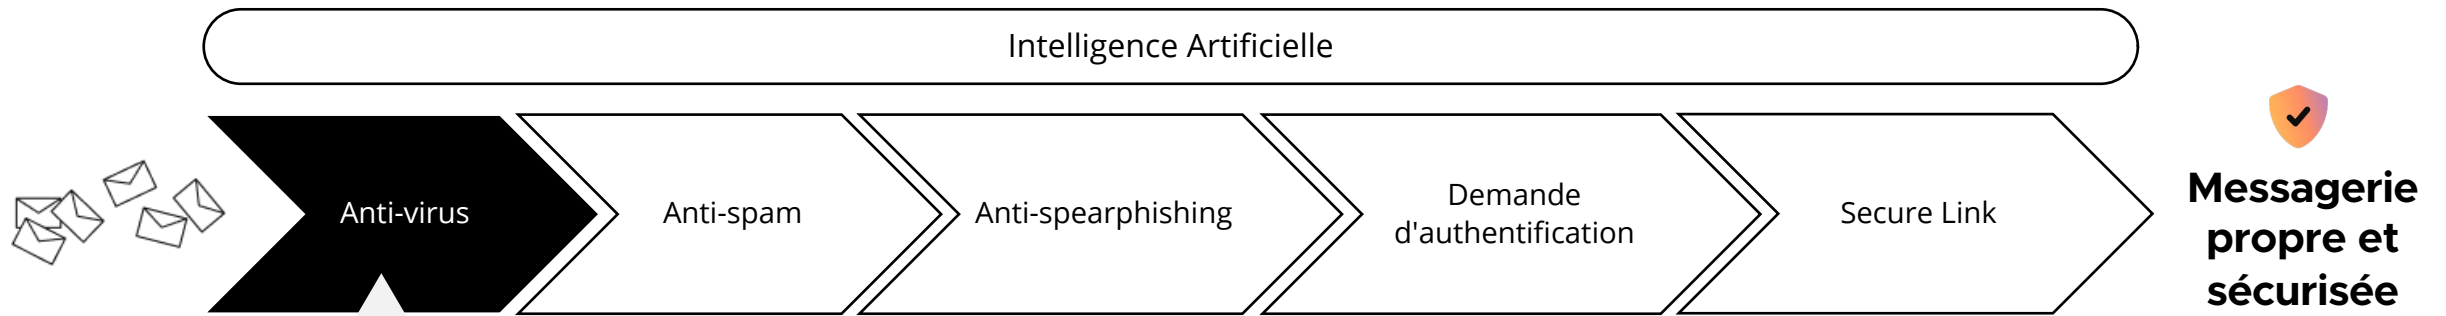 Intelligence Artificielle
Anti-virus
Anti-spam
Anti-spearphishing
Demande
d'authentification
Secure Link
Messagerie
propre et
sécurisée